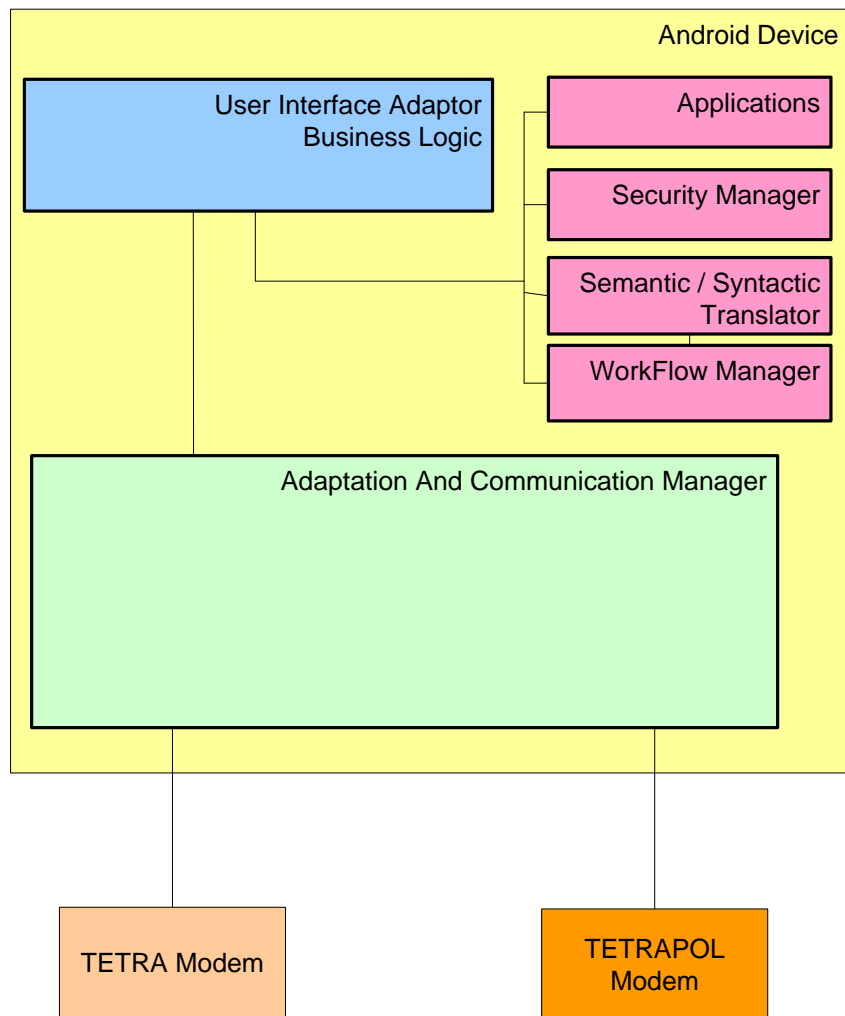 Android Device
User Interface Adaptor
Business Logic
Applications
Security Manager
Semantic / Syntactic
Translator
WorkFlow Manager
Adaptation And Communication Manager
TETRA Modem
TETRAPOL
Modem